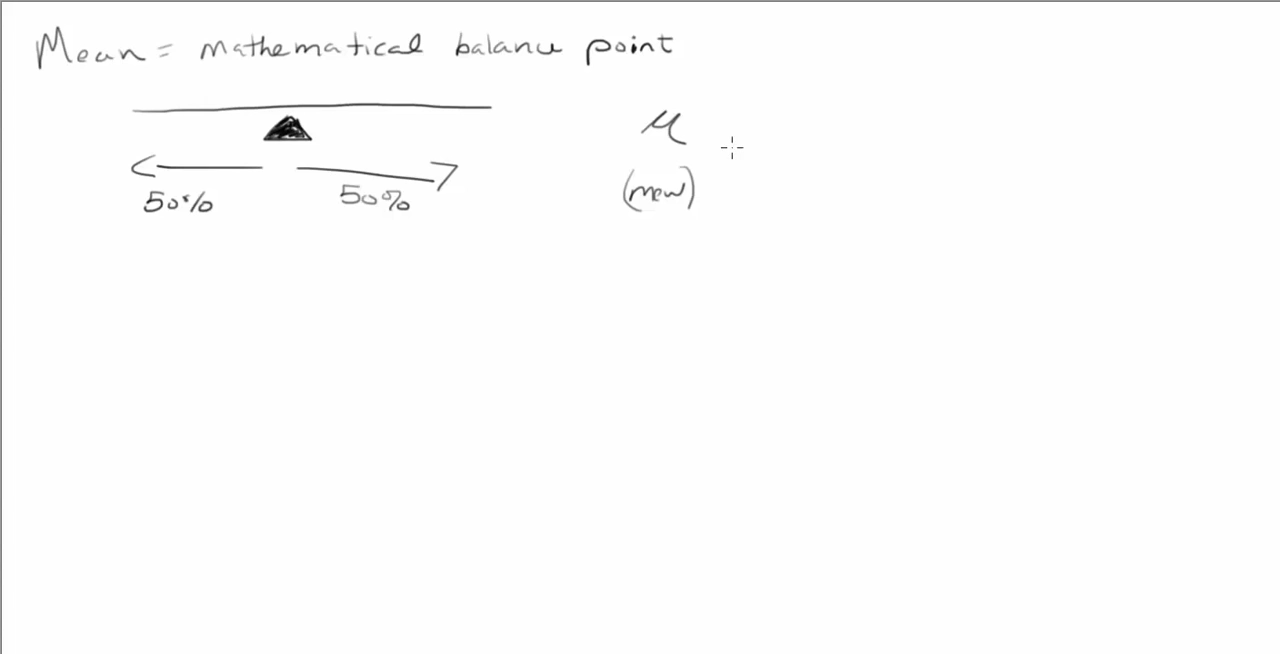 Mean = mathematical balance point
μ
(mew)
50% 50%